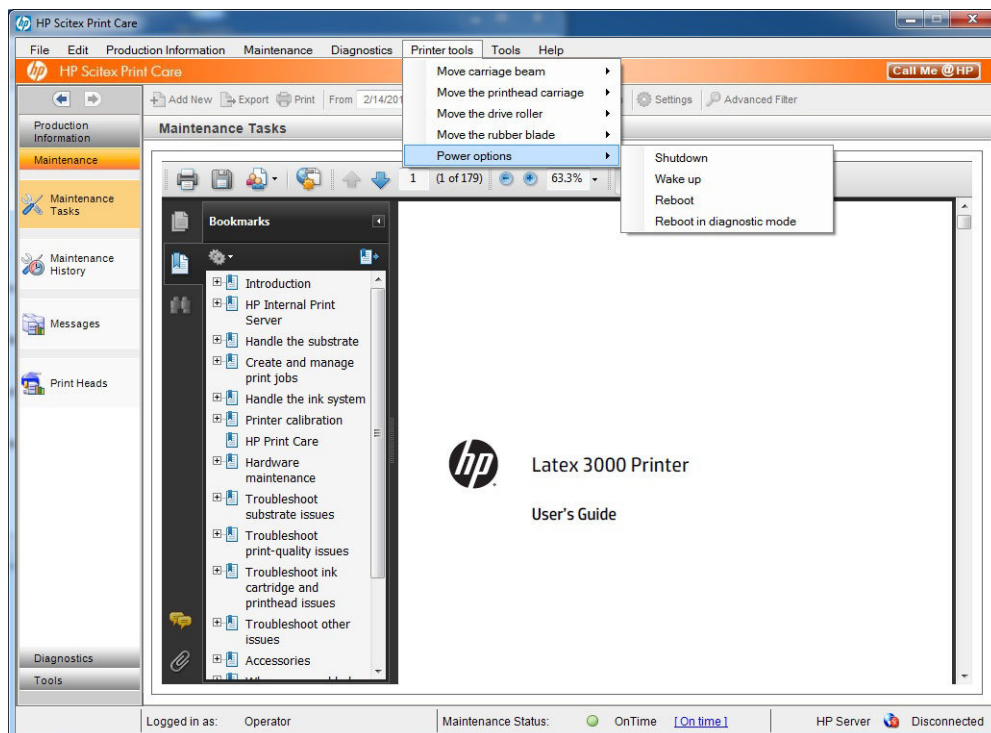 HP Scitex Print Care
File Edit Production Information Maintenance Diagnostics Printer tools Tools Help
hp HP Scitex Print Care
Call Me @ HP
Add New Export Print From 2/14/201
Settings Advanced Filter
Move carriage beam
Move the printhead carriage
Move the drive roller
Move the rubber blade
Power options
Shutdown
Wake up
Reboot
Reboot in diagnostic mode
Production Information
Maintenance
Maintenance Tasks
Maintenance History
Messages
Print Heads
Diagnostics
Tools
Maintenance Tasks
1 (1 of 179) 63.3%
Bookmarks
Introduction
HP Internal Print
Server
Handle the substrate
Create and manage
print jobs
Handle the ink system
Printer calibration
HP Print Care
Hardware
maintenance
Troubleshoot
substrate issues
Troubleshoot
print-quality issues
Troubleshoot ink
cartridge and
printhead issues
Troubleshoot other
issues
Accessories
hp
Latex 3000 Printer
User's Guide
Logged in as: Operator
Maintenance Status: OnTime [On time]
HP Server Disconnected